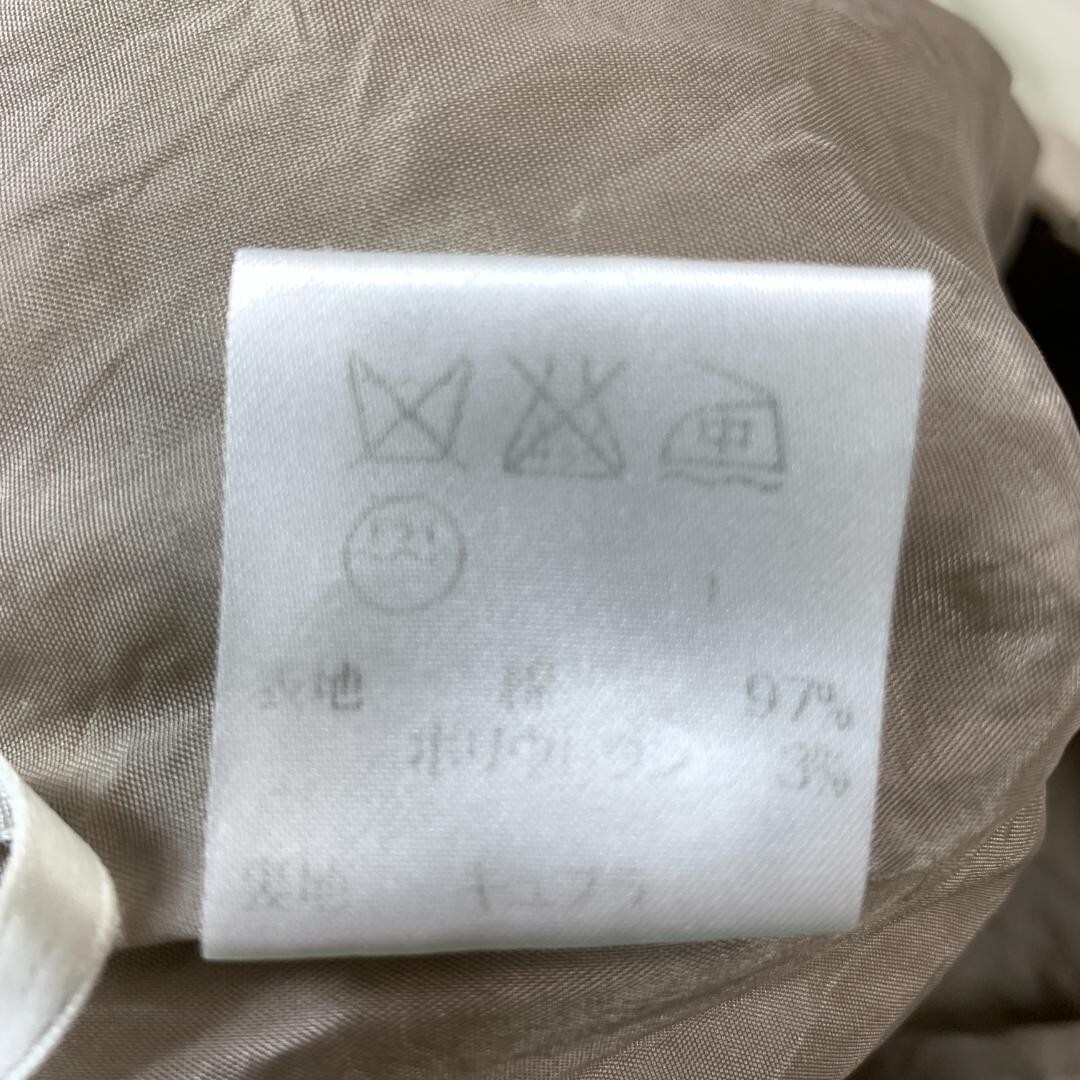 中
表地 綿 97%
ポリウレタン 3%
裏地 キュプラ